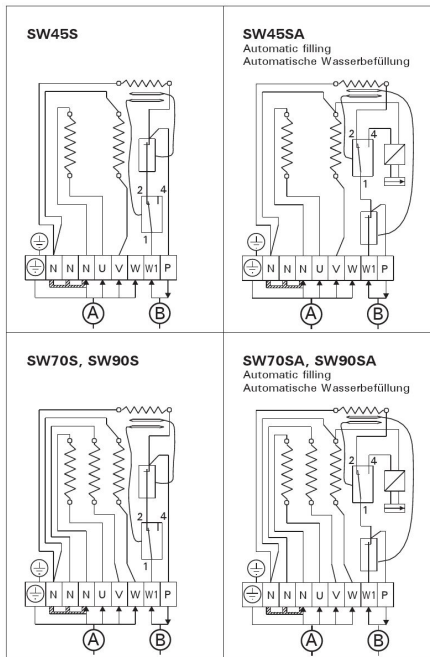 SW45S
2 4
1
N N N U V W W1 P
A B
SW45SA
Automatic filling
Automatische Wasserbefüllung
2 4
1
N N N U V W W1 P
A B
SW70S, SW90S
2 4
1
N N N U V W W1 P
A B
SW70SA, SW90SA
Automatic filling
Automatische Wasserbefüllung
2 4
1
N N N U V W W1 P
A B